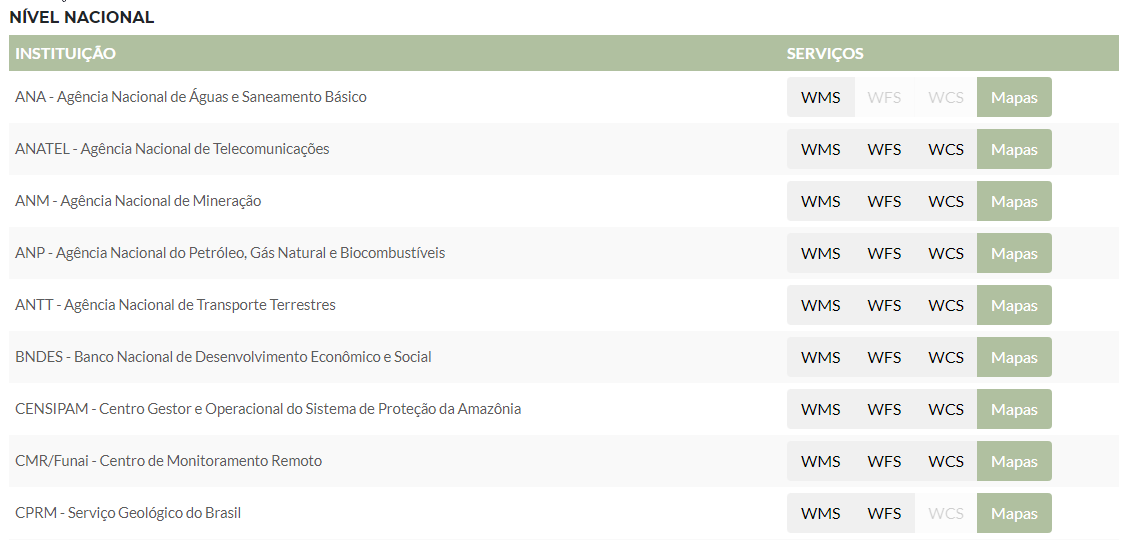 NÍVEL NACIONAL
INSTITUIÇÃO SERVIÇOS
ANA - Agência Nacional de Águas e Saneamento Básico WMS WFS WCS Mapas
ANATEL - Agência Nacional de Telecomunicações WMS WFS WCS Mapas
ANM - Agência Nacional de Mineração WMS WFS WCS Mapas
ANP - Agência Nacional do Petróleo, Gás Natural e Biocombustíveis WMS WFS WCS Mapas
ANTT - Agência Nacional de Transporte Terrestres WMS WFS WCS Mapas
BNDES - Banco Nacional de Desenvolvimento Econômico e Social WMS WFS WCS Mapas
CENSIPAM - Centro Gestor e Operacional do Sistema de Proteção da Amazônia WMS WFS WCS Mapas
CMR/Funai - Centro de Monitoramento Remoto WMS WFS WCS Mapas
CPRM - Serviço Geológico do Brasil WMS WFS WCS Mapas